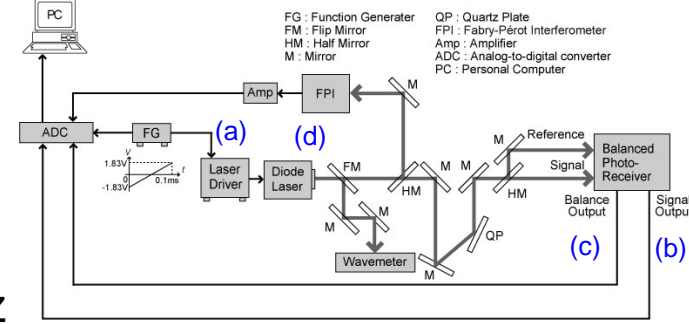 PC
FG : Function Generater
FM : Flip Mirror
HM : Half Mirror
M : Mirror
QP : Quartz Plate
FPI : Fabry-Pérot Interferometer
Amp : Amplifier
ADC : Analog-to-digital converter
PC : Personal Computer
Amp
FPI
M
ADC
FG
(a)
(d)
V
1.83V
0
-1.83V
0.1ms
t
Laser
Driver
Diode
Laser
FM
HM
M
M
M
Reference
Signal
HM
Balanced
Photo-
Receiver
M
M
Wavemeter
QP
M
Balance
Output
Signal
Output
(c)
(b)
z